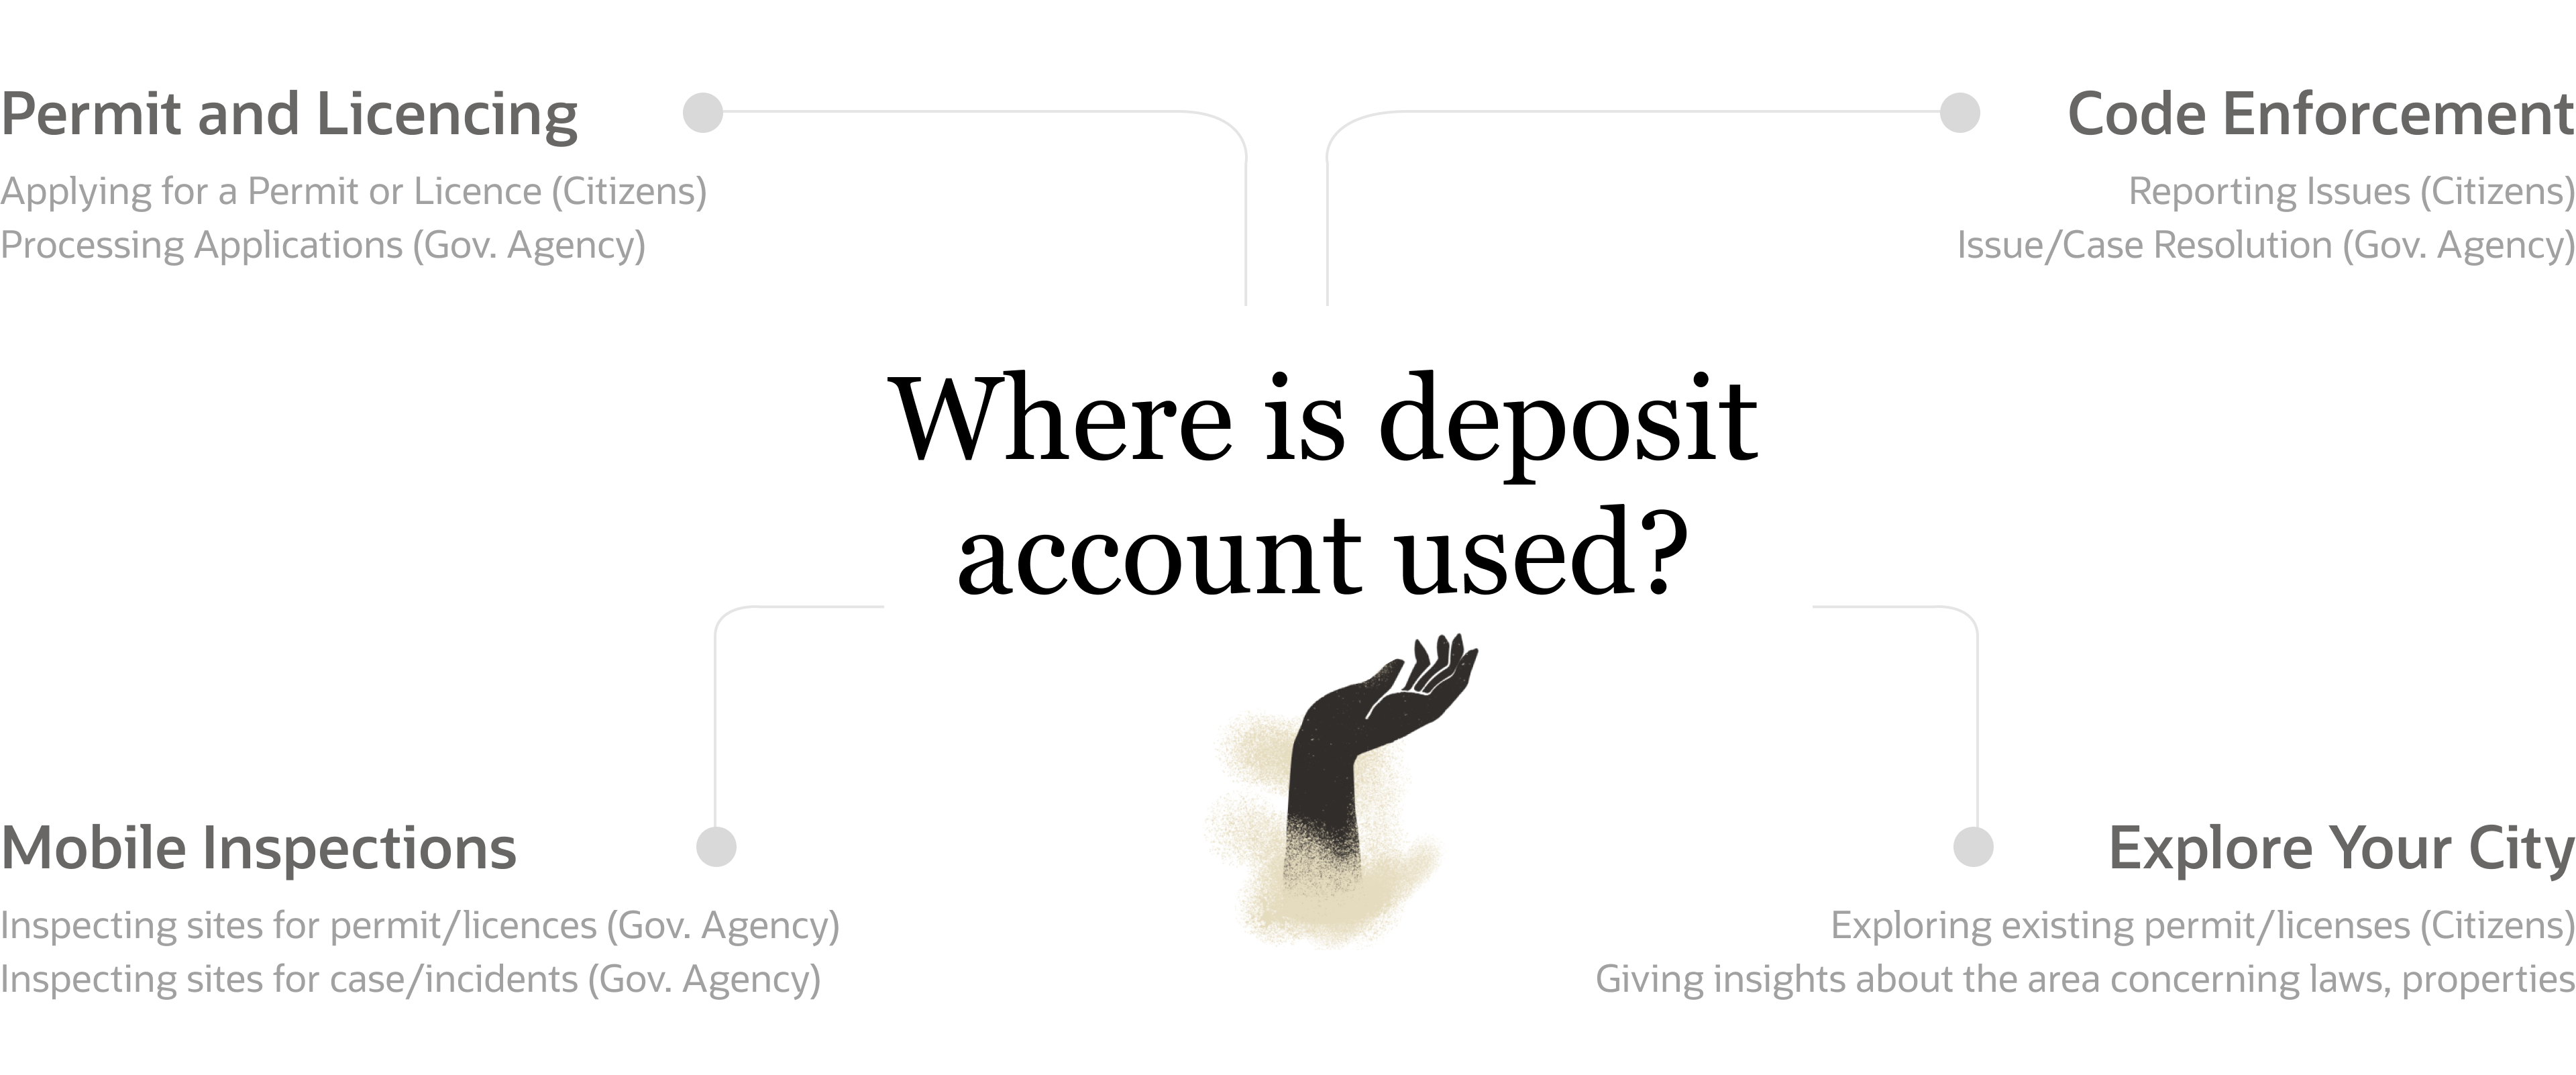 Permit and Licencing
Applying for a Permit or Licence (Citizens)
Processing Applications (Gov. Agency)
Code Enforcement
Reporting Issues (Citizens)
Issue/Case Resolution (Gov. Agency)
Where is deposit
account used?
Mobile Inspections
Inspecting sites for permit/licences (Gov. Agency)
Inspecting sites for case/incidents (Gov. Agency)
Explore Your City
Exploring existing permit/licenses (Citizens)
Giving insights about the area concerning laws, properties